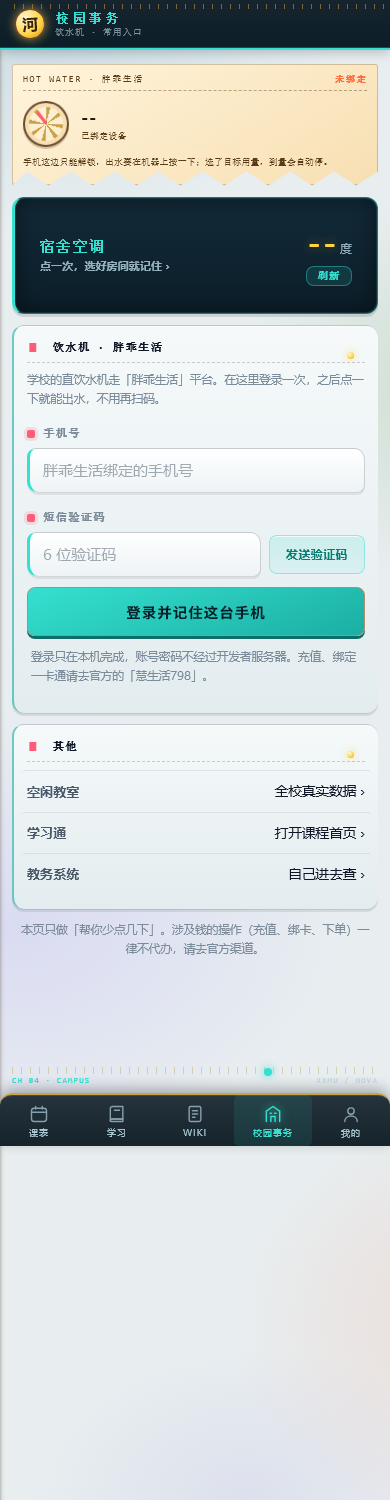 河
校园事务
饮水机 · 常用入口
HOT WATER · 胖乖生活
未绑定
--
已绑定设备
手机这边只能解锁，出水要在机器上按一下；选了目标用量，到量会自动停。
宿舍空调
点一次，选好房间就记住 ›
-- 度
刷新
饮水机 · 胖乖生活
学校的直饮水机走「胖乖生活」平台。在这里登录一次，之后点一
下就能出水，不用再扫码。
手机号
胖乖生活绑定的手机号
短信验证码
6 位验证码
发送验证码
登录并记住这台手机
登录只在本机完成，账号密码不经过开发者服务器。充值、绑定
一卡通请去官方的「慧生活798」。
其他
空闲教室
全校真实数据 ›
学习通
打开课程首页 ›
教务系统
自己进去查 ›
本页只做「帮你少点几下」。涉及钱的操作（充值、绑卡、下单）一
律不代办，请去官方渠道。
CH 04 · CAMPUS
课表
学习
WIKI
校园事务
我的